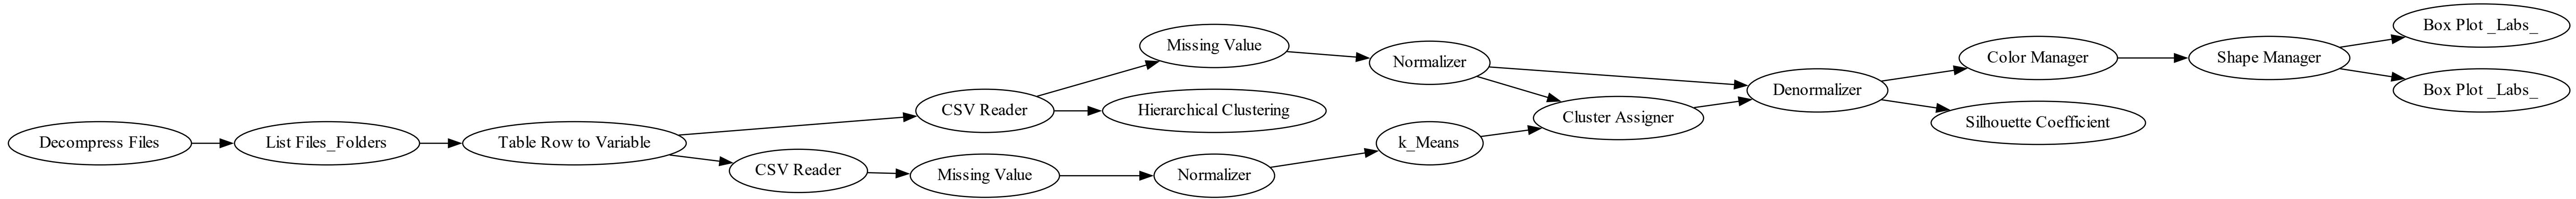 Decompress Files
List Files_Folders
Table Row to Variable
CSV Reader
CSV Reader
Missing Value
Hierarchical Clustering
Missing Value
Normalizer
Normalizer
k_Means
Cluster Assigner
Denormalizer
Color Manager
Silhouette Coefficient
Shape Manager
Box Plot _Labs_
Box Plot _Labs_